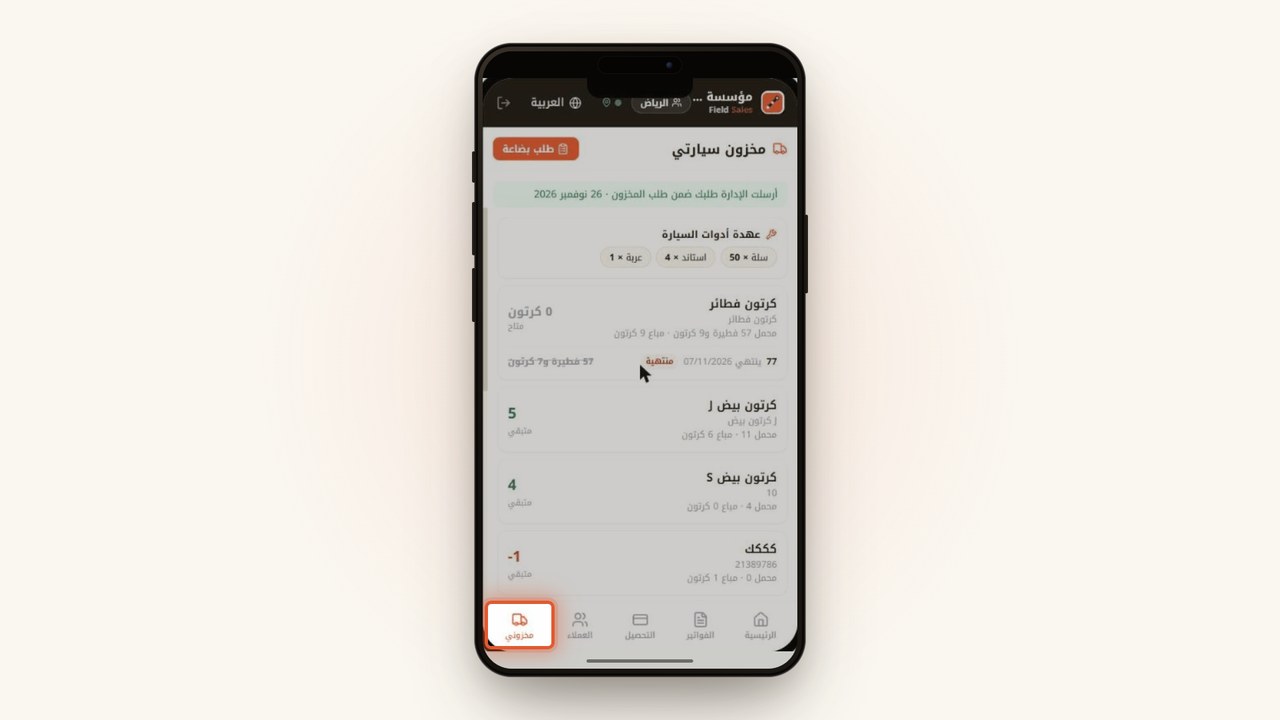 مؤسسة ...
Field Sales
الرياض
العربية
مخزون سيارتي
طلب بضاعة
أرسلت الإدارة طلبك ضمن طلب المخزون · 26 نوفمبر 2026
عهدة أدوات السيارة
سلة × 50
استاند × 4
عربة × 1
كرتون فطائر
0 كرتون
كرتون فطائر
متاح
محمل 57 فطيرة و9 كرتون · مباع 9 كرتون
77 ينتهي 07/11/2026 منتهية
57 فطيرة و7 كرتون
كرتون بيض J
5
J كرتون بيض
متبقي
محمل 11 · مباع 6 كرتون
كرتون بيض S
4
10
متبقي
محمل 4 · مباع 0 كرتون
كككك
-1
21389786
متبقي
محمل 0 · مباع 1 كرتون
الرئيسية
الفواتير
التحصيل
العملاء
مخزوني